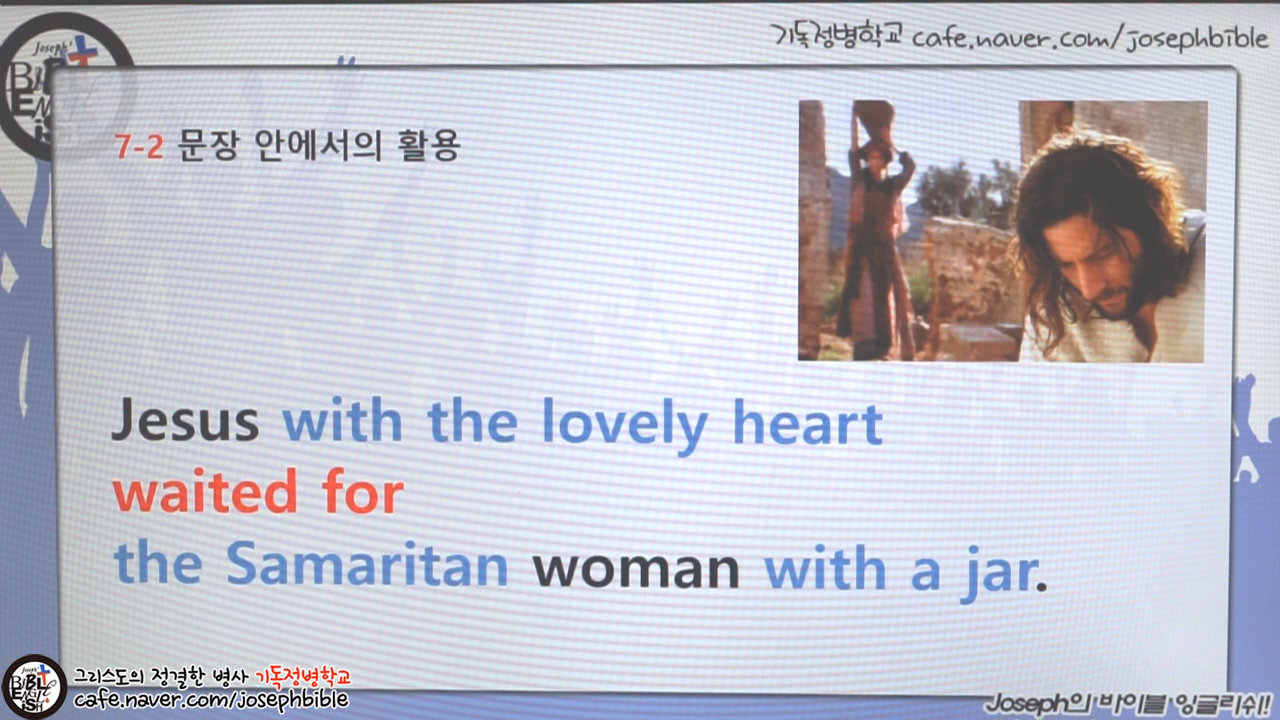 기독정병학교 cafe.naver.com/josephbible
Joseph'
BIBLE
7-2 문장 안에서의 활용
Jesus with the lovely heart
waited for
the Samaritan woman with a jar.
그리스도의 정결한 병사 기독정병학교
cafe.naver.com/josephbible
Joseph의 바이블 잉글리쉬!